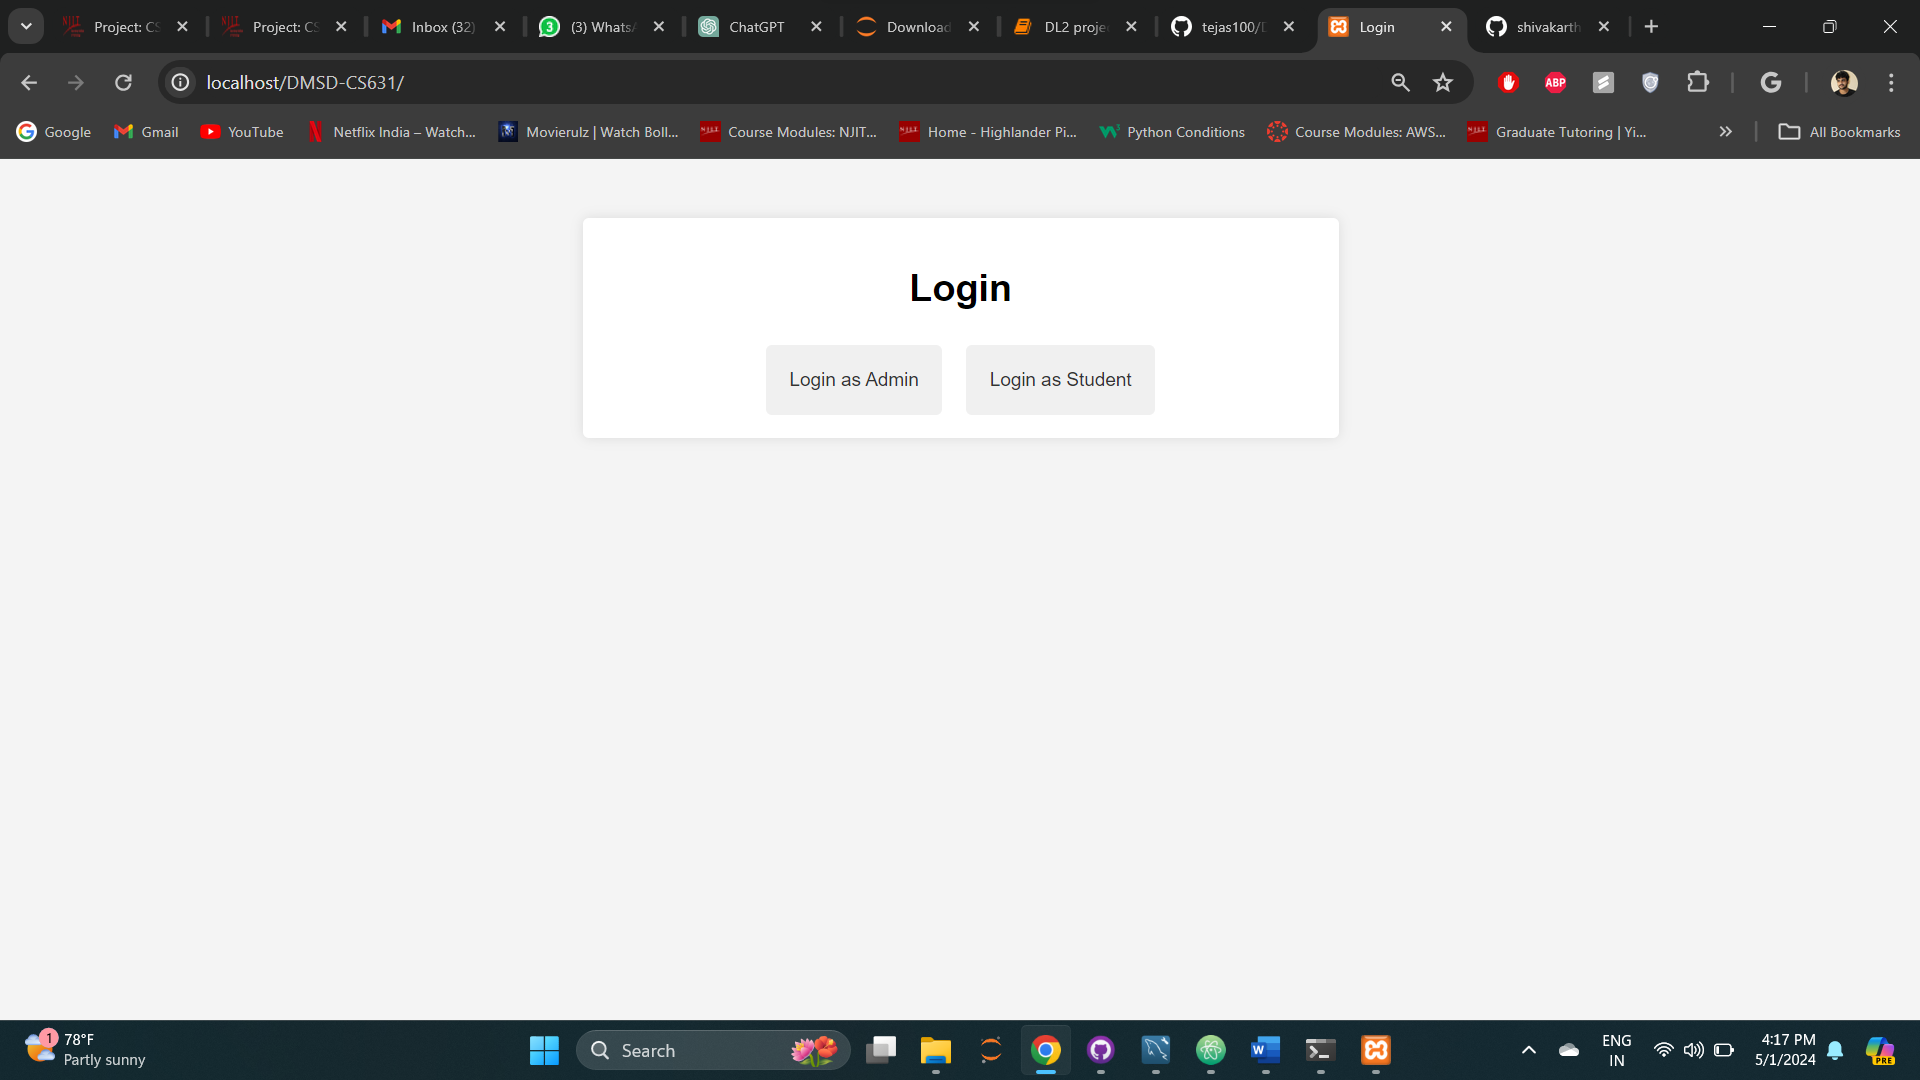 Project: CS
Project: CS
Inbox (32)
(3) Whats
ChatGPT
Download
DL2 proje
tejas100/
Login
shivakarth
localhost/DMSD-CS631/
ABP
Google
Gmail
YouTube
Netflix India – Watch...
Movierulz | Watch Boll...
Course Modules: NJIT...
Home - Highlander Pi...
Python Conditions
Course Modules: AWS...
Graduate Tutoring | Yi...
All Bookmarks
Login
Login as Admin
Login as Student
1
78°F
Partly sunny
Search
ENG
IN
4:17 PM
5/1/2024
PRE